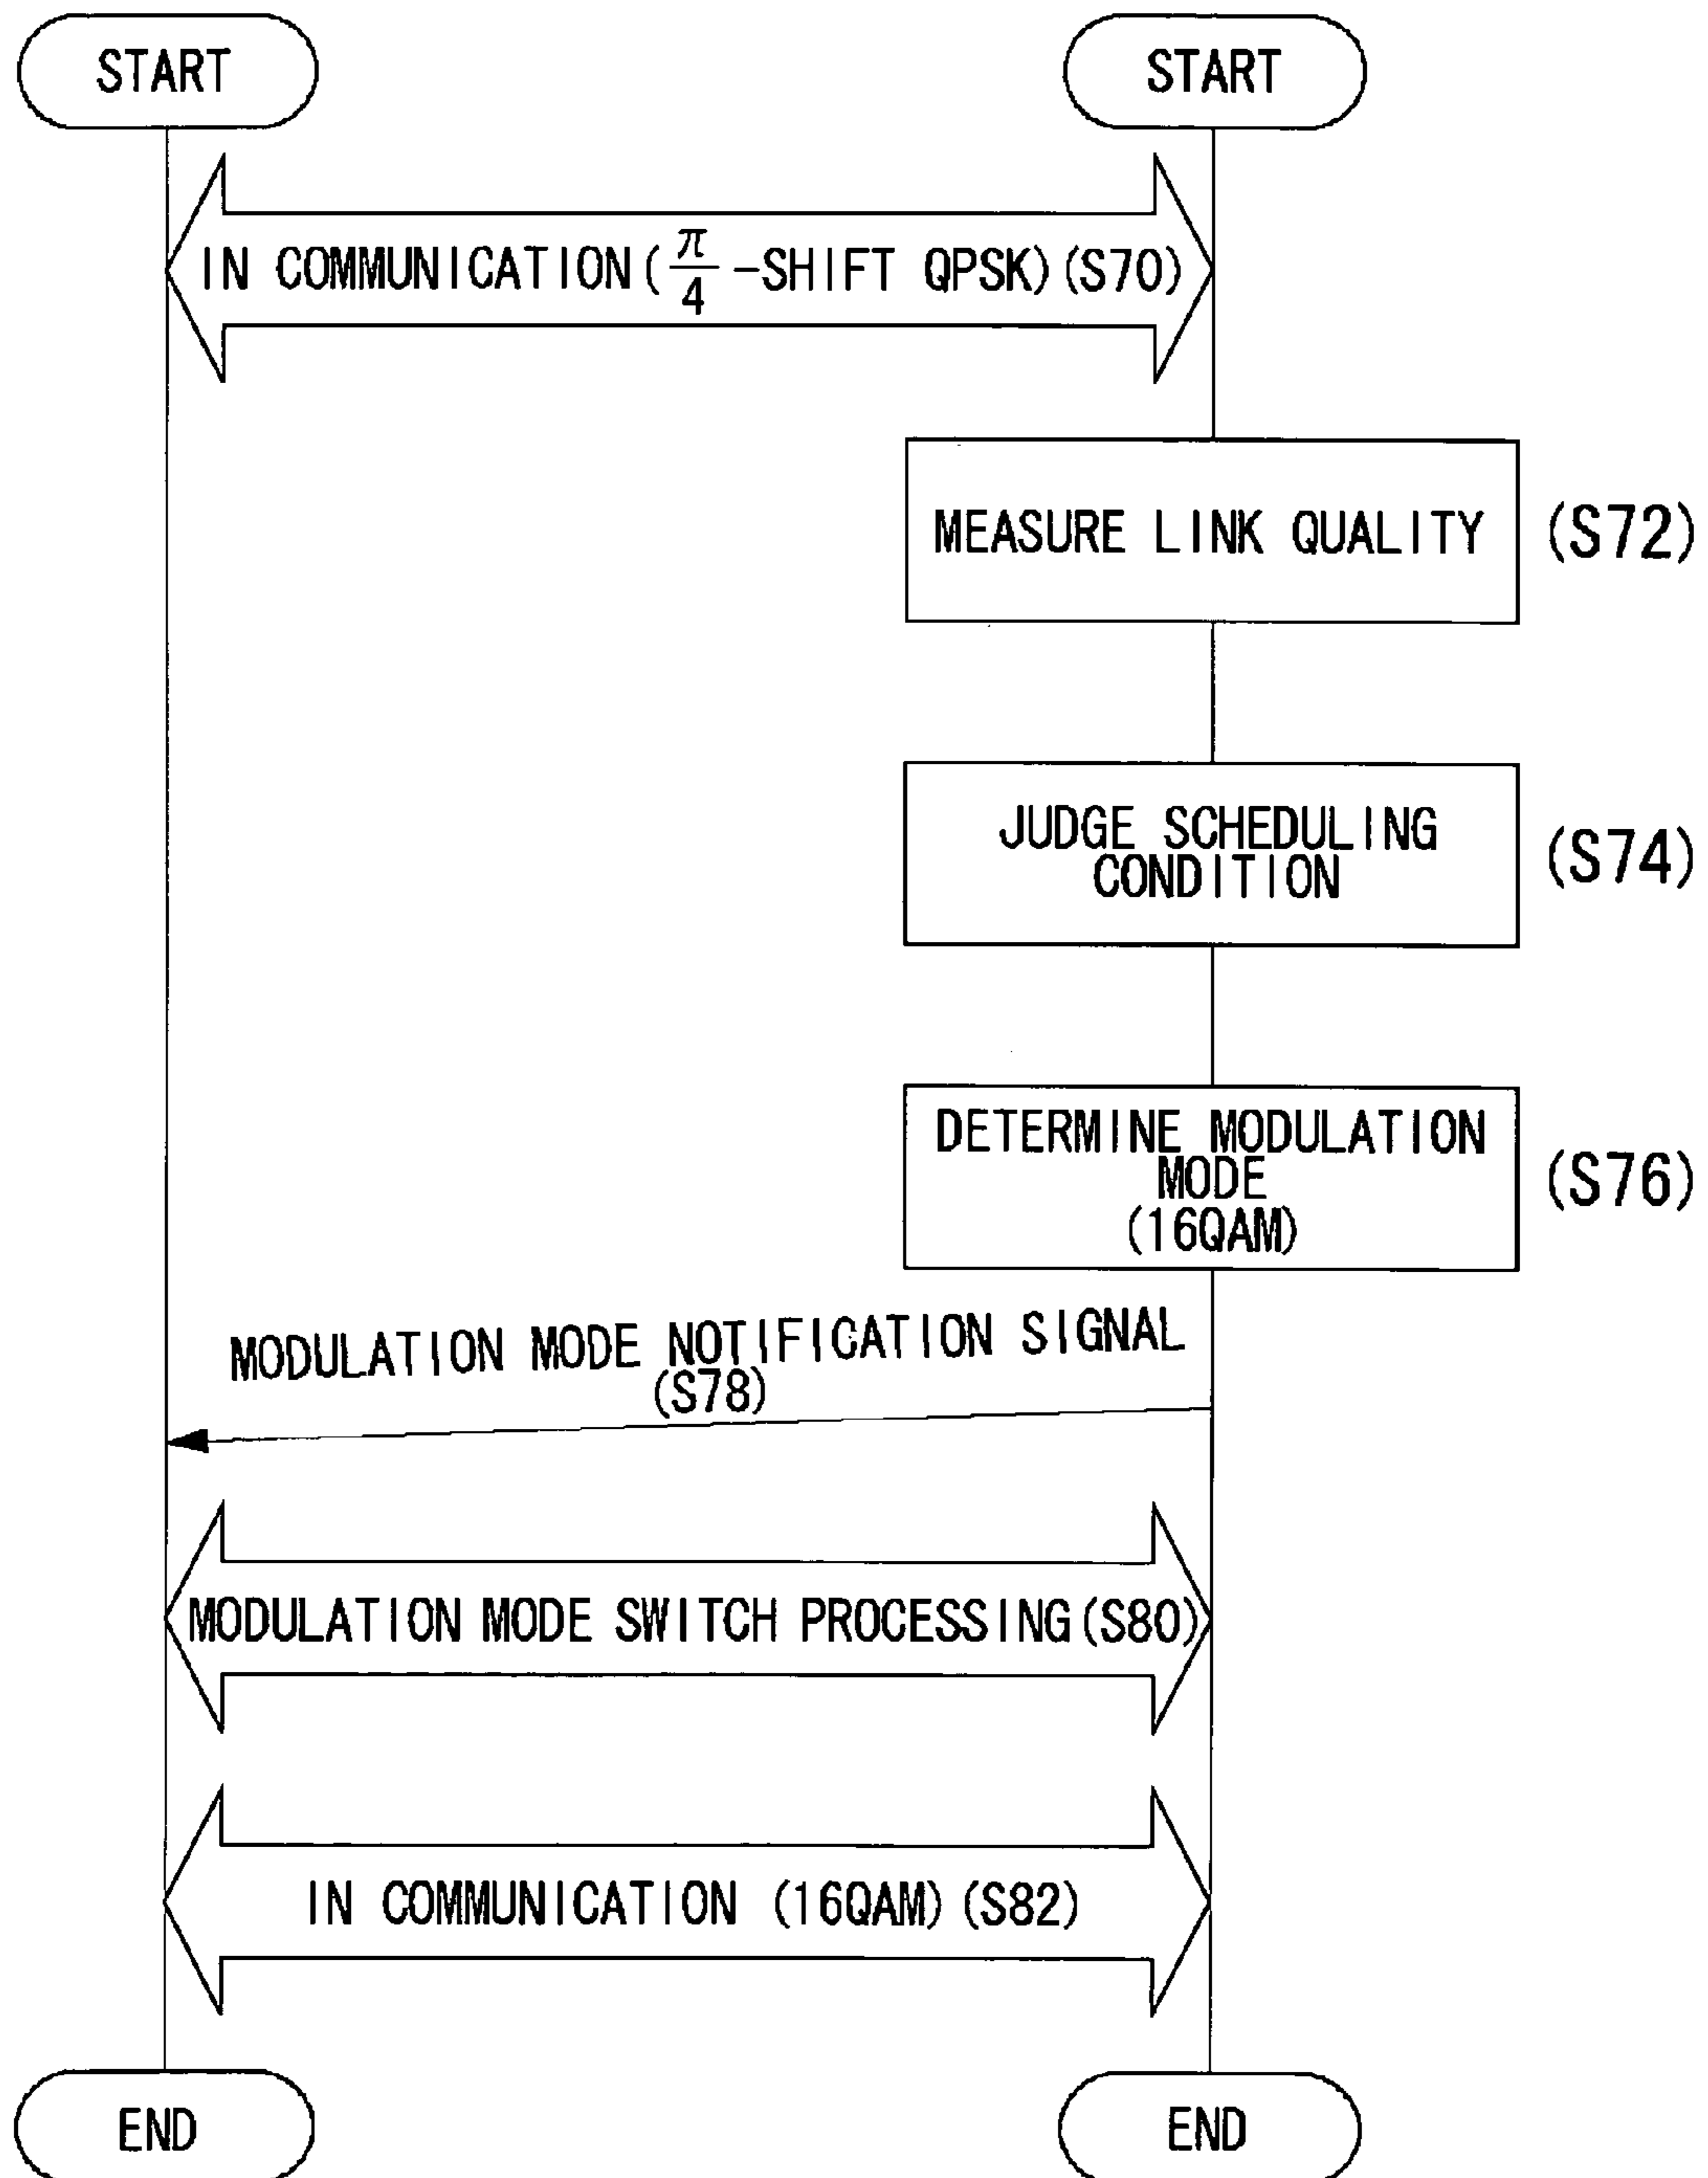 START
START
IN COMMUNICATION(π/4-SHIFT QPSK)(S70)
MEASURE LINK QUALITY
(S72)
JUDGE SCHEDULING
CONDITION
(S74)
DETERMINE MODULATION
MODE
(16QAM)
(S76)
MODULATION MODE NOTIFICATION SIGNAL
(S78)
MODULATION MODE SWITCH PROCESSING(S80)
IN COMMUNICATION (16QAM)(S82)
END
END